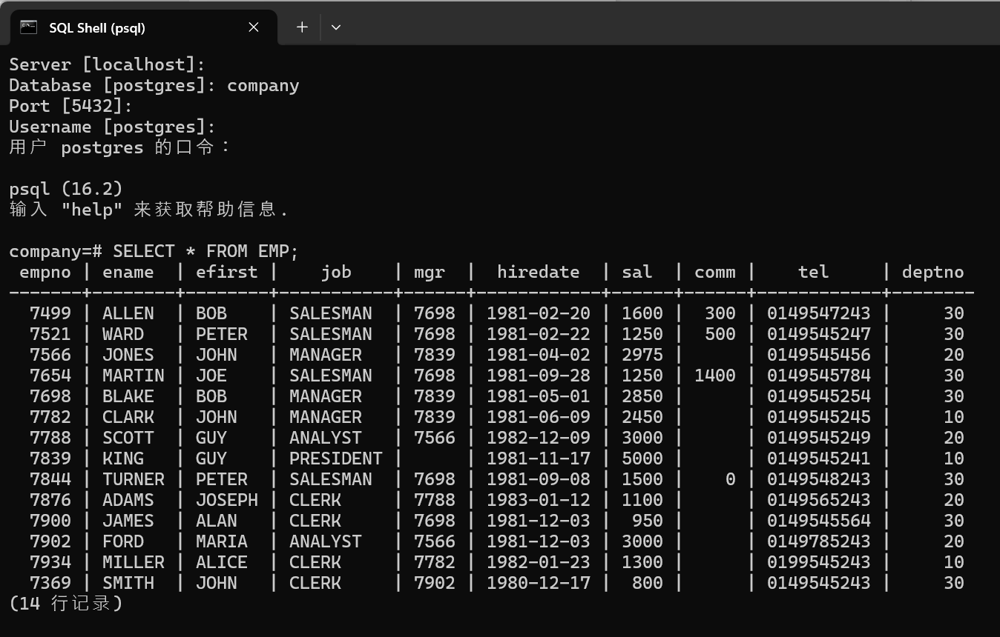 SQL Shell (psql)
Server [localhost]:
Database [postgres]: company
Port [5432]:
Username [postgres]:
用户 postgres 的口令：
psql (16.2)
输入 "help" 来获取帮助信息.
company=# SELECT * FROM EMP;
 empno | ename  | efirst |    job    | mgr  |  hiredate  | sal  | comm |    tel     | deptno
-------+--------+--------+-----------+------+------------+------+------+------------+--------
  7499 | ALLEN  | BOB    | SALESMAN  | 7698 | 1981-02-20 | 1600 |  300 | 0149547243 |     30
  7521 | WARD   | PETER  | SALESMAN  | 7698 | 1981-02-22 | 1250 |  500 | 0149545247 |     30
  7566 | JONES  | JOHN   | MANAGER   | 7839 | 1981-04-02 | 2975 |      | 0149545456 |     20
  7654 | MARTIN | JOE    | SALESMAN  | 7698 | 1981-09-28 | 1250 | 1400 | 0149545784 |     30
  7698 | BLAKE  | BOB    | MANAGER   | 7839 | 1981-05-01 | 2850 |      | 0149545254 |     30
  7782 | CLARK  | JOHN   | MANAGER   | 7839 | 1981-06-09 | 2450 |      | 0149545245 |     10
  7788 | SCOTT  | GUY    | ANALYST   | 7566 | 1982-12-09 | 3000 |      | 0149545249 |     20
  7839 | KING   | GUY    | PRESIDENT |      | 1981-11-17 | 5000 |      | 0149545241 |     10
  7844 | TURNER | PETER  | SALESMAN  | 7698 | 1981-09-08 | 1500 |    0 | 0149548243 |     30
  7876 | ADAMS  | JOSEPH | CLERK     | 7788 | 1983-01-12 | 1100 |      | 0149565243 |     20
  7900 | JAMES  | ALAN   | CLERK     | 7698 | 1981-12-03 |  950 |      | 0149545564 |     30
  7902 | FORD   | MARIA  | ANALYST   | 7566 | 1981-12-03 | 3000 |      | 0149785243 |     20
  7934 | MILLER | ALICE  | CLERK     | 7782 | 1982-01-23 | 1300 |      | 0199545243 |     10
  7369 | SMITH  | JOHN   | CLERK     | 7902 | 1980-12-17 |  800 |      | 0149545243 |     30
(14 行记录)